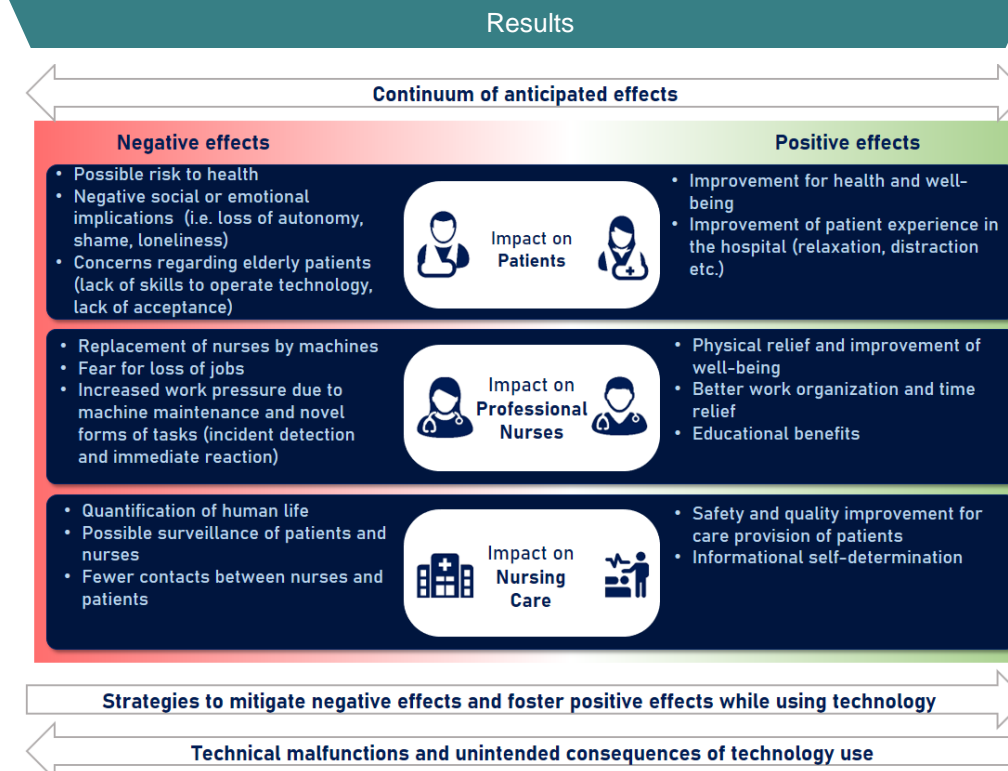 Results
Continuum of anticipated effects
Negative effects
Positive effects
• Possible risk to health
• Negative social or emotional
implications (i.e. loss of autonomy,
shame, loneliness)
• Concerns regarding elderly patients
(lack of skills to operate technology,
lack of acceptance)
Impact on
Patients
• Improvement for health and well-
being
• Improvement of patient experience in
the hospital (relaxation, distraction
etc.)
• Replacement of nurses by machines
• Fear for loss of jobs
• Increased work pressure due to
machine maintenance and novel
forms of tasks (incident detection
and immediate reaction)
Impact on
Professional
Nurses
• Physical relief and improvement of
well-being
• Better work organization and time
relief
• Educational benefits
• Quantification of human life
• Possible surveillance of patients and
nurses
• Fewer contacts between nurses and
patients
Impact on
Nursing
Care
• Safety and quality improvement for
care provision of patients
• Informational self-determination
Strategies to mitigate negative effects and foster positive effects while using technology
Technical malfunctions and unintended consequences of technology use